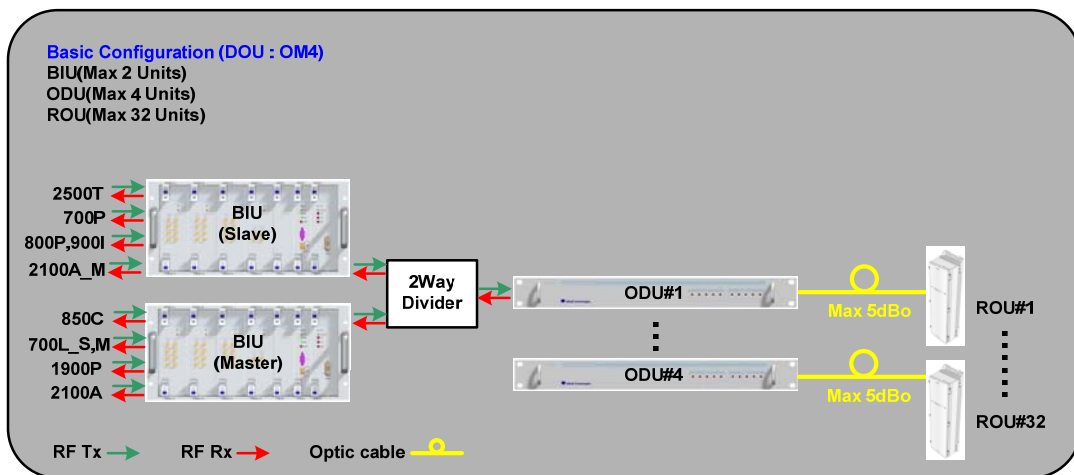 Basic Configuration (DOU : OM4)
BIU(Max 2 Units)
ODU(Max 4 Units)
ROU(Max 32 Units)
2500T
700P
800P,900I
2100A_M
BIU
(Slave)
850C
700L_S,M
1900P
2100A
BIU
(Master)
2Way
Divider
ODU#1
Max 5dBo
ROU#1
ODU#4
Max 5dBo
ROU#32
RF Tx
RF Rx
Optic cable